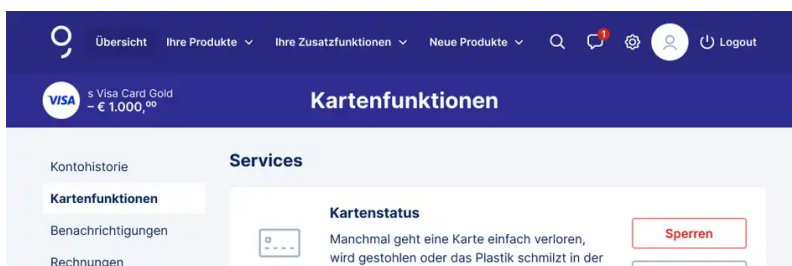 Übersicht Ihre Produkte Ihre Zusatzfunktionen Neue Produkte 1 Logout
VISA s Visa Card Gold
– € 1.000,⁰⁰
Kartenfunktionen
Kontohistorie
Kartenfunktionen
Benachrichtigungen
Rechnungen
Services
Kartenstatus
Manchmal geht eine Karte einfach verloren,
wird gestohlen oder das Plastik schmilzt in der
Sperren